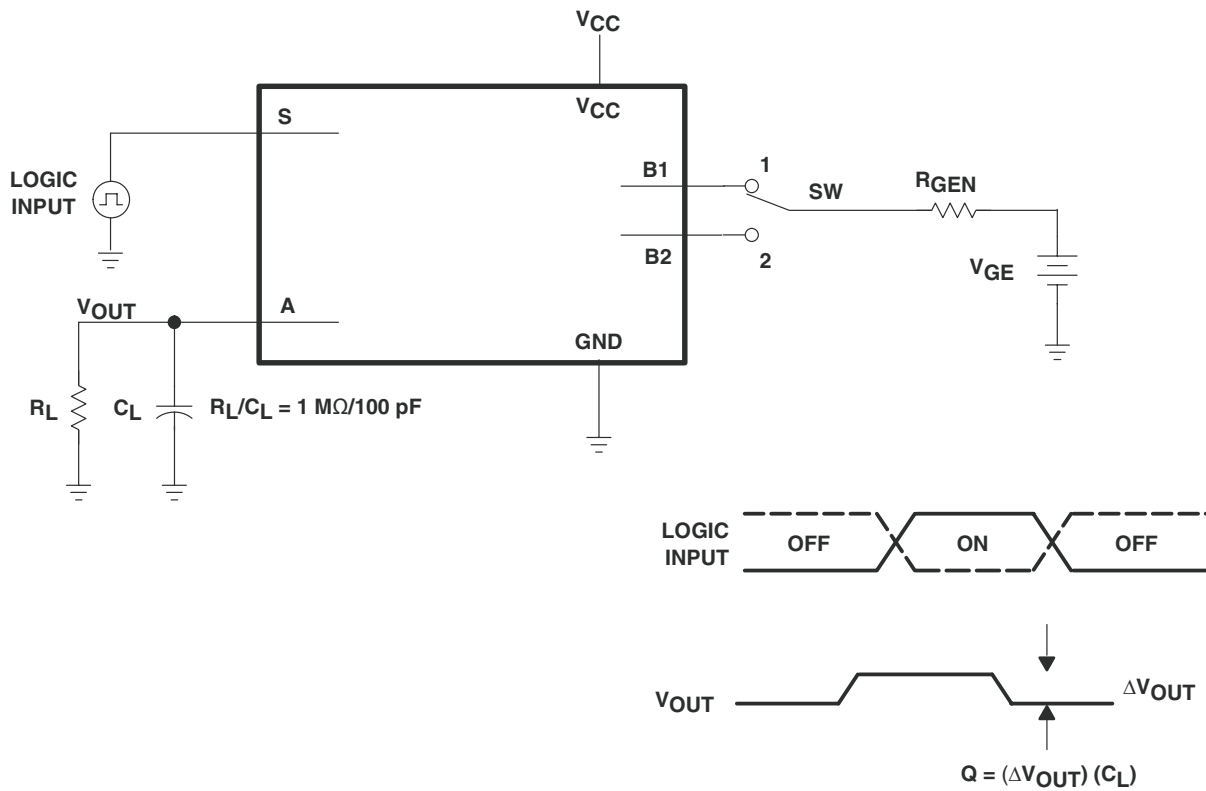 VCC
VCC
S
LOGIC
INPUT
B1
1
SW
RGEN
B2
2
VGE
VOUT
A
GND
RL
CL
RL/CL = 1 MΩ/100 pF
LOGIC
INPUT
OFF
ON
OFF
VOUT
ΔVOUT
Q = (ΔVOUT) (CL)